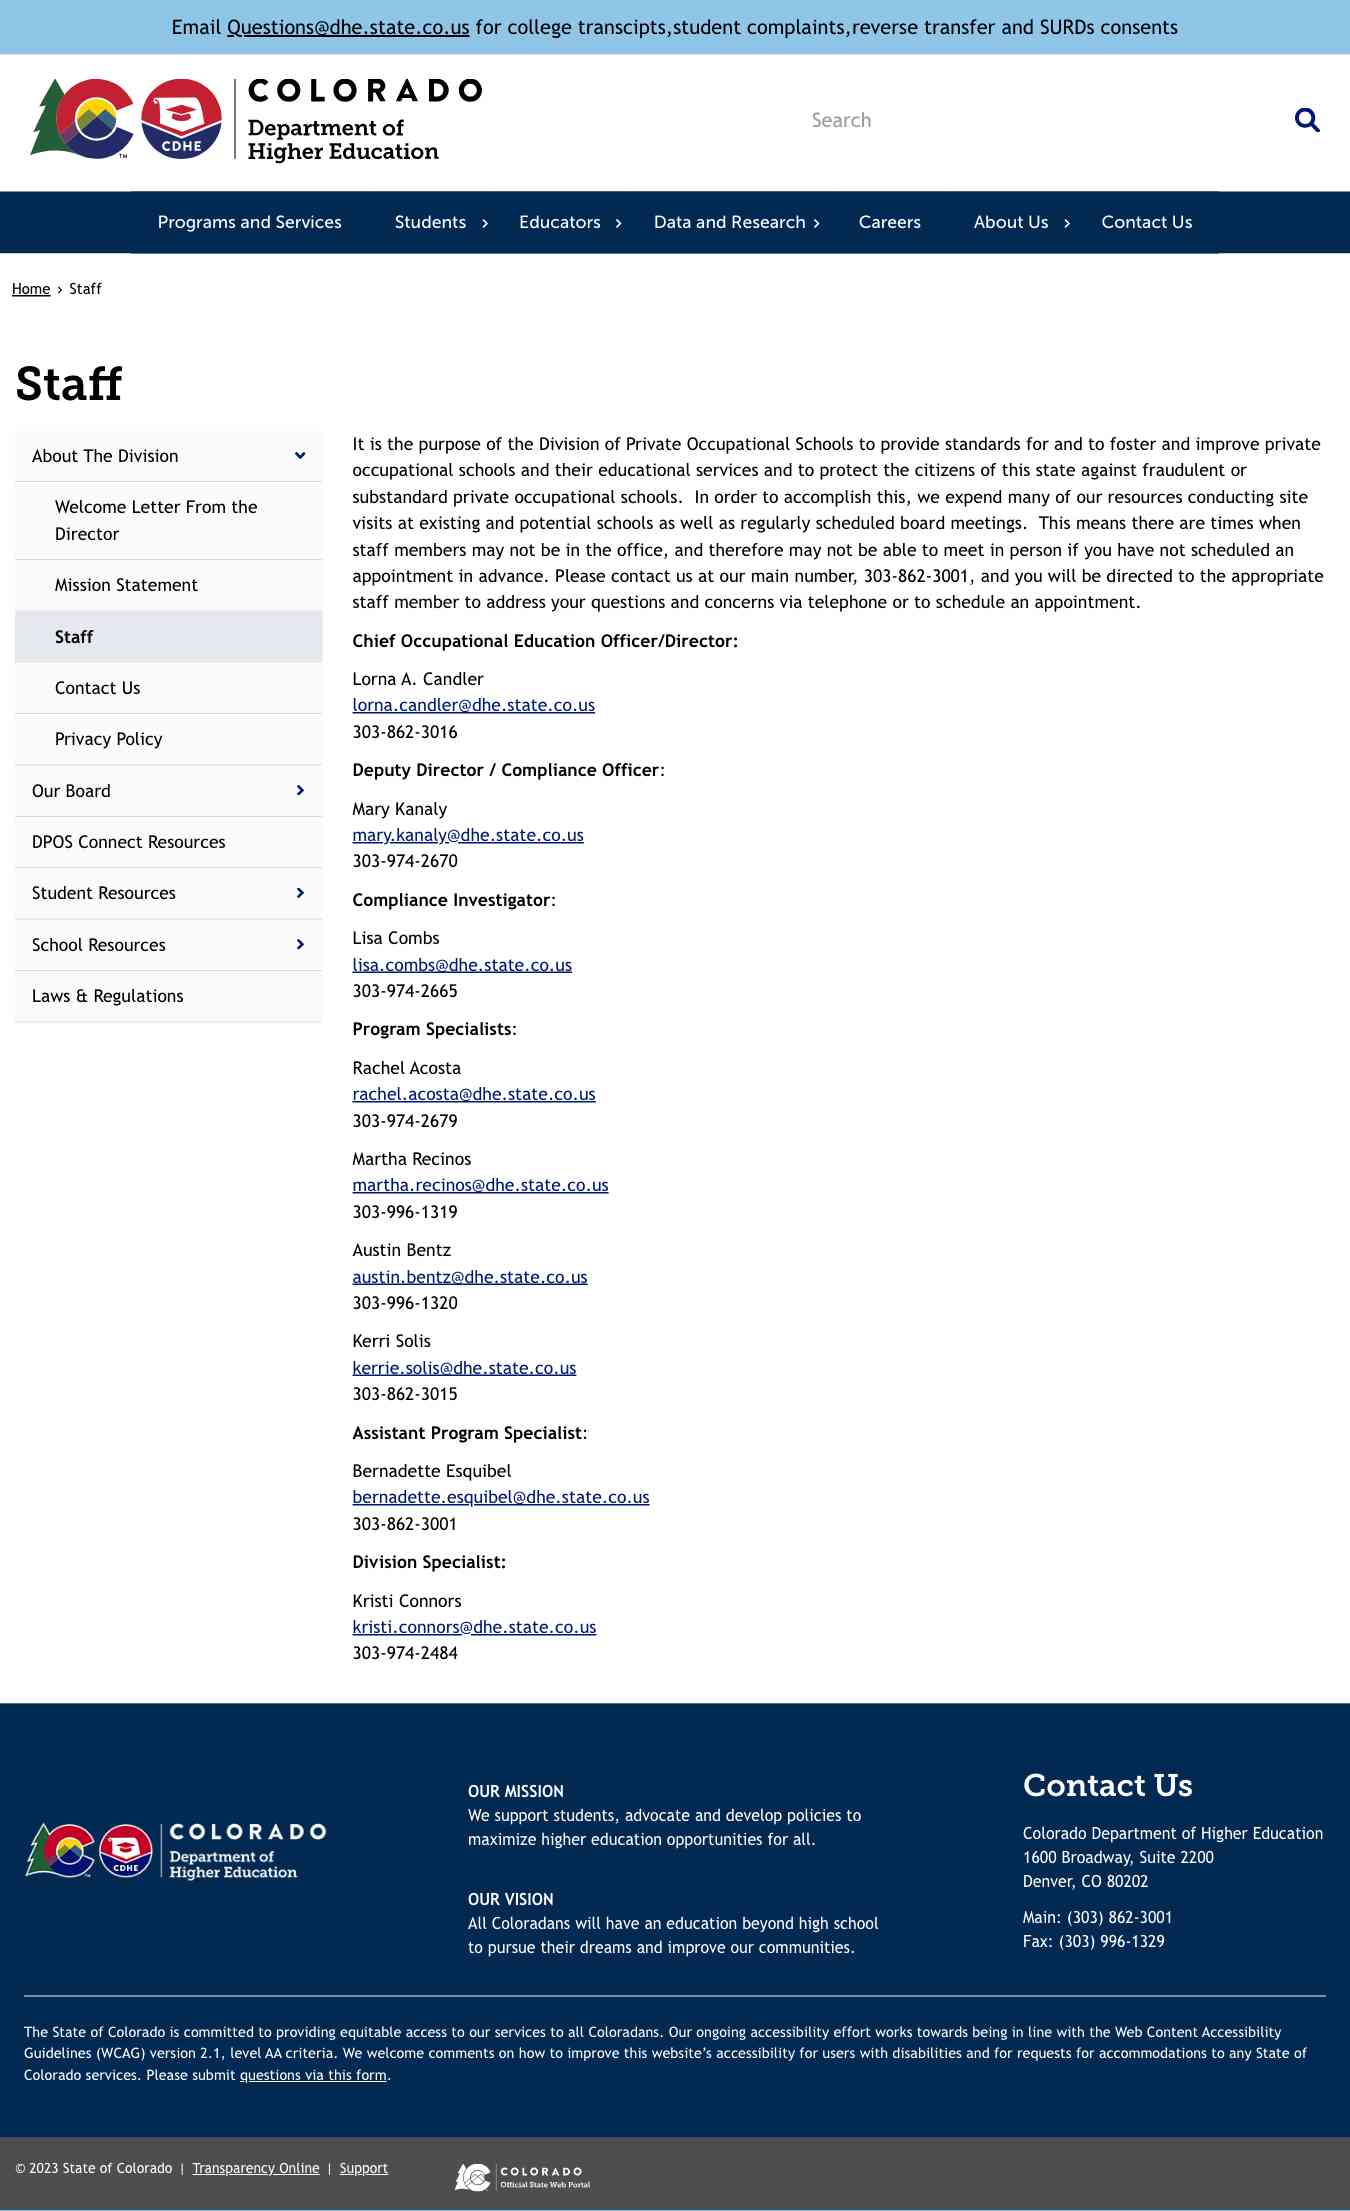 Email Questions@dhe.state.co.us for college transcipts,student complaints,reverse transfer and SURDs consents
CDHE
TM
COLORADO
Department of
Higher Education
Search
Programs and Services Students Educators Data and Research Careers About Us Contact Us
Home › Staff
Staff
About The Division
Welcome Letter From the
Director
Mission Statement
Staff
Contact Us
Privacy Policy
Our Board
DPOS Connect Resources
Student Resources
School Resources
Laws & Regulations
It is the purpose of the Division of Private Occupational Schools to provide standards for and to foster and improve private
occupational schools and their educational services and to protect the citizens of this state against fraudulent or
substandard private occupational schools.  In order to accomplish this, we expend many of our resources conducting site
visits at existing and potential schools as well as regularly scheduled board meetings.  This means there are times when
staff members may not be in the office, and therefore may not be able to meet in person if you have not scheduled an
appointment in advance. Please contact us at our main number, 303-862-3001, and you will be directed to the appropriate
staff member to address your questions and concerns via telephone or to schedule an appointment.
Chief Occupational Education Officer/Director:
Lorna A. Candler
lorna.candler@dhe.state.co.us
303-862-3016
Deputy Director / Compliance Officer:
Mary Kanaly
mary.kanaly@dhe.state.co.us
303-974-2670
Compliance Investigator:
Lisa Combs
lisa.combs@dhe.state.co.us
303-974-2665
Program Specialists:
Rachel Acosta
rachel.acosta@dhe.state.co.us
303-974-2679
Martha Recinos
martha.recinos@dhe.state.co.us
303-996-1319
Austin Bentz
austin.bentz@dhe.state.co.us
303-996-1320
Kerri Solis
kerrie.solis@dhe.state.co.us
303-862-3015
Assistant Program Specialist:
Bernadette Esquibel
bernadette.esquibel@dhe.state.co.us
303-862-3001
Division Specialist:
Kristi Connors
kristi.connors@dhe.state.co.us
303-974-2484
CDHE
COLORADO
Department of
Higher Education
OUR MISSION
We support students, advocate and develop policies to
maximize higher education opportunities for all.
OUR VISION
All Coloradans will have an education beyond high school
to pursue their dreams and improve our communities.
Contact Us
Colorado Department of Higher Education
1600 Broadway, Suite 2200
Denver, CO 80202
Main: (303) 862-3001
Fax: (303) 996-1329
The State of Colorado is committed to providing equitable access to our services to all Coloradans. Our ongoing accessibility effort works towards being in line with the Web Content Accessibility
Guidelines (WCAG) version 2.1, level AA criteria. We welcome comments on how to improve this website’s accessibility for users with disabilities and for requests for accommodations to any State of
Colorado services. Please submit questions via this form.
© 2023 State of Colorado | Transparency Online | Support
COLORADO
Official State Web Portal